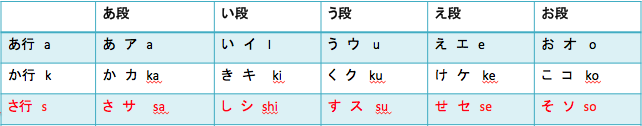 あ段 い段 う段 え段 お段
あ行 a あ ア a い イ I う ウ u え エ e お オ o
か行 k か カ ka き キ ki く ク ku け ケ ke こ コ ko
さ行 s さ サ sa し シ shi す ス su せ セ se そ ソ so